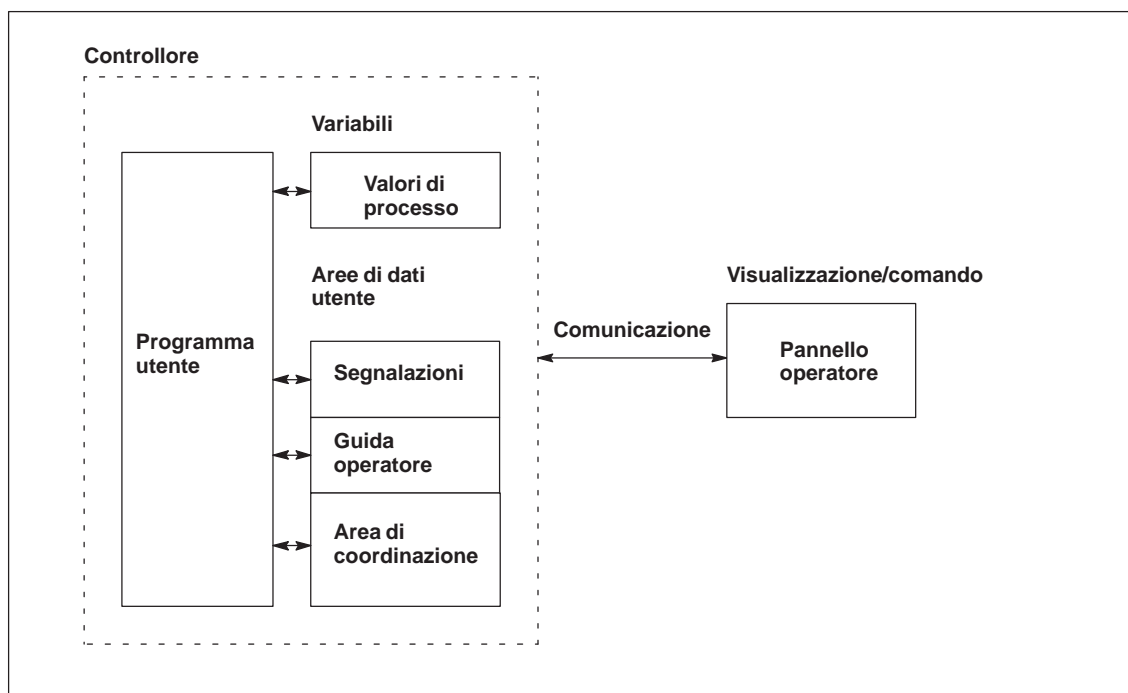 Controllore
Variabili
Valori di
processo
Aree di dati
utente
Programma
utente
Segnalazioni
Guida
operatore
Area di
coordinazione
Comunicazione
Visualizzazione/comando
Pannello
operatore